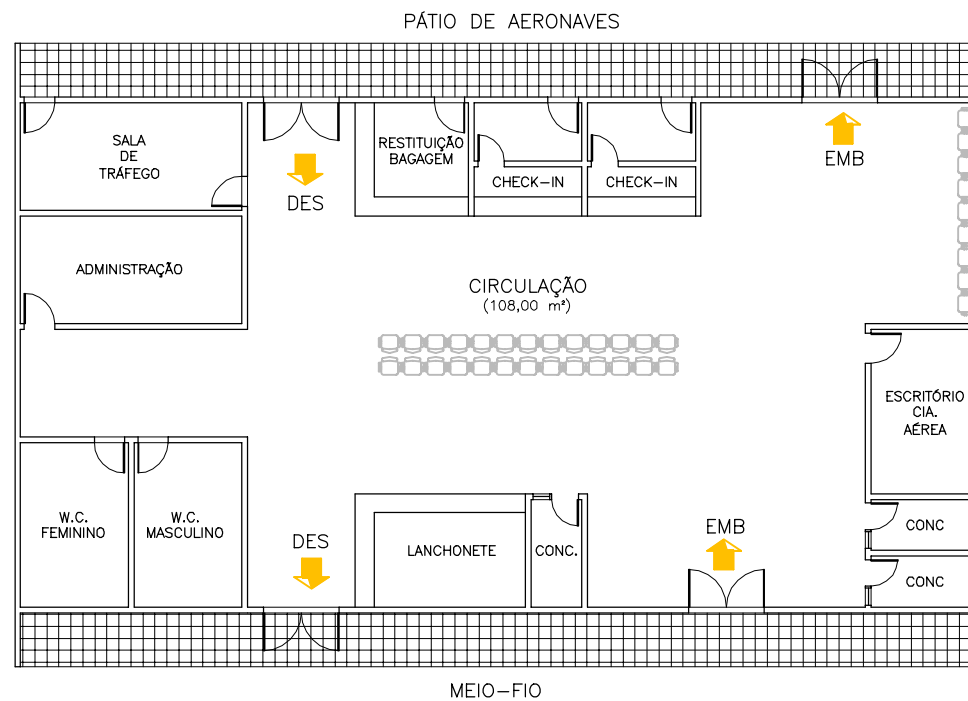 PÁTIO DE AERONAVES
SALA
DE
TRÁFEGO
DES
RESTITUIÇÃO
BAGAGEM
CHECK-IN
CHECK-IN
EMB
ADMINISTRAÇÃO
CIRCULAÇÃO
(108,00 m²)
ESCRITÓRIO
CIA.
AÉREA
W.C.
FEMININO
W.C.
MASCULINO
DES
LANCHONETE
CONC.
EMB
CONC
CONC
MEIO-FIO